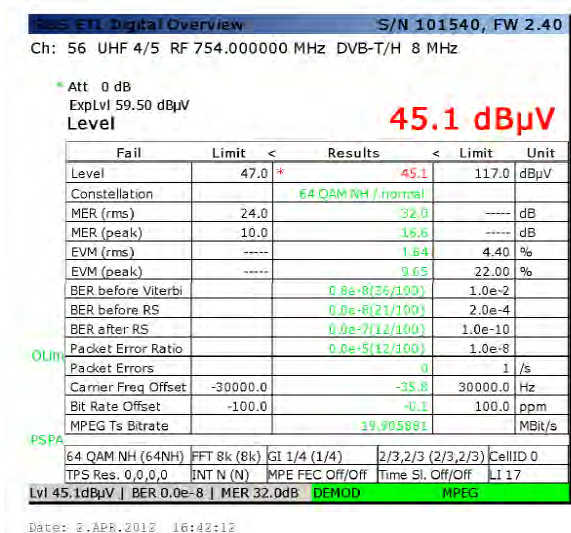 R&S ETL Digital Overview S/N 101540, FW 2.40
Ch: 56 UHF 4/5 RF 754.000000 MHz DVB-T/H 8 MHz
* Att 0 dB
ExpLvl 59.50 dBµV
Level 45.1 dBµV
Fail Limit < Results < Limit Unit
Level 47.0 * 45.1 117.0 dBµV
Constellation 64 QAM NH / normal
MER (rms) 24.0 32.0 ----- dB
MER (peak) 10.0 16.6 ----- dB
EVM (rms) ----- 1.64 4.40 %
EVM (peak) ----- 9.65 22.00 %
BER before Viterbi 0.8e-8(36/100) 1.0e-2
BER before RS 0.0e-8(21/100) 2.0e-4
BER after RS 0.0e-7(12/100) 1.0e-10
Packet Error Ratio 0.0e-5(12/100) 1.0e-8
OLim
Packet Errors 0 1 /s
Carrier Freq Offset -30000.0 -35.8 30000.0 Hz
Bit Rate Offset -100.0 -0.1 100.0 ppm
MPEG Ts Bitrate 19.905881 MBit/s
PSPA
64 QAM NH (64NH) FFT 8k (8k) GI 1/4 (1/4) 2/3,2/3 (2/3,2/3) CellID 0
TPS Res. 0,0,0,0 INT N (N) MPE FEC Off/Off Time Sl. Off/Off LI 17
Lvl 45.1dBµV | BER 0.0e-8 | MER 32.0dB DEMOD MPEG
Date: 2.APR.2012 16:42:12